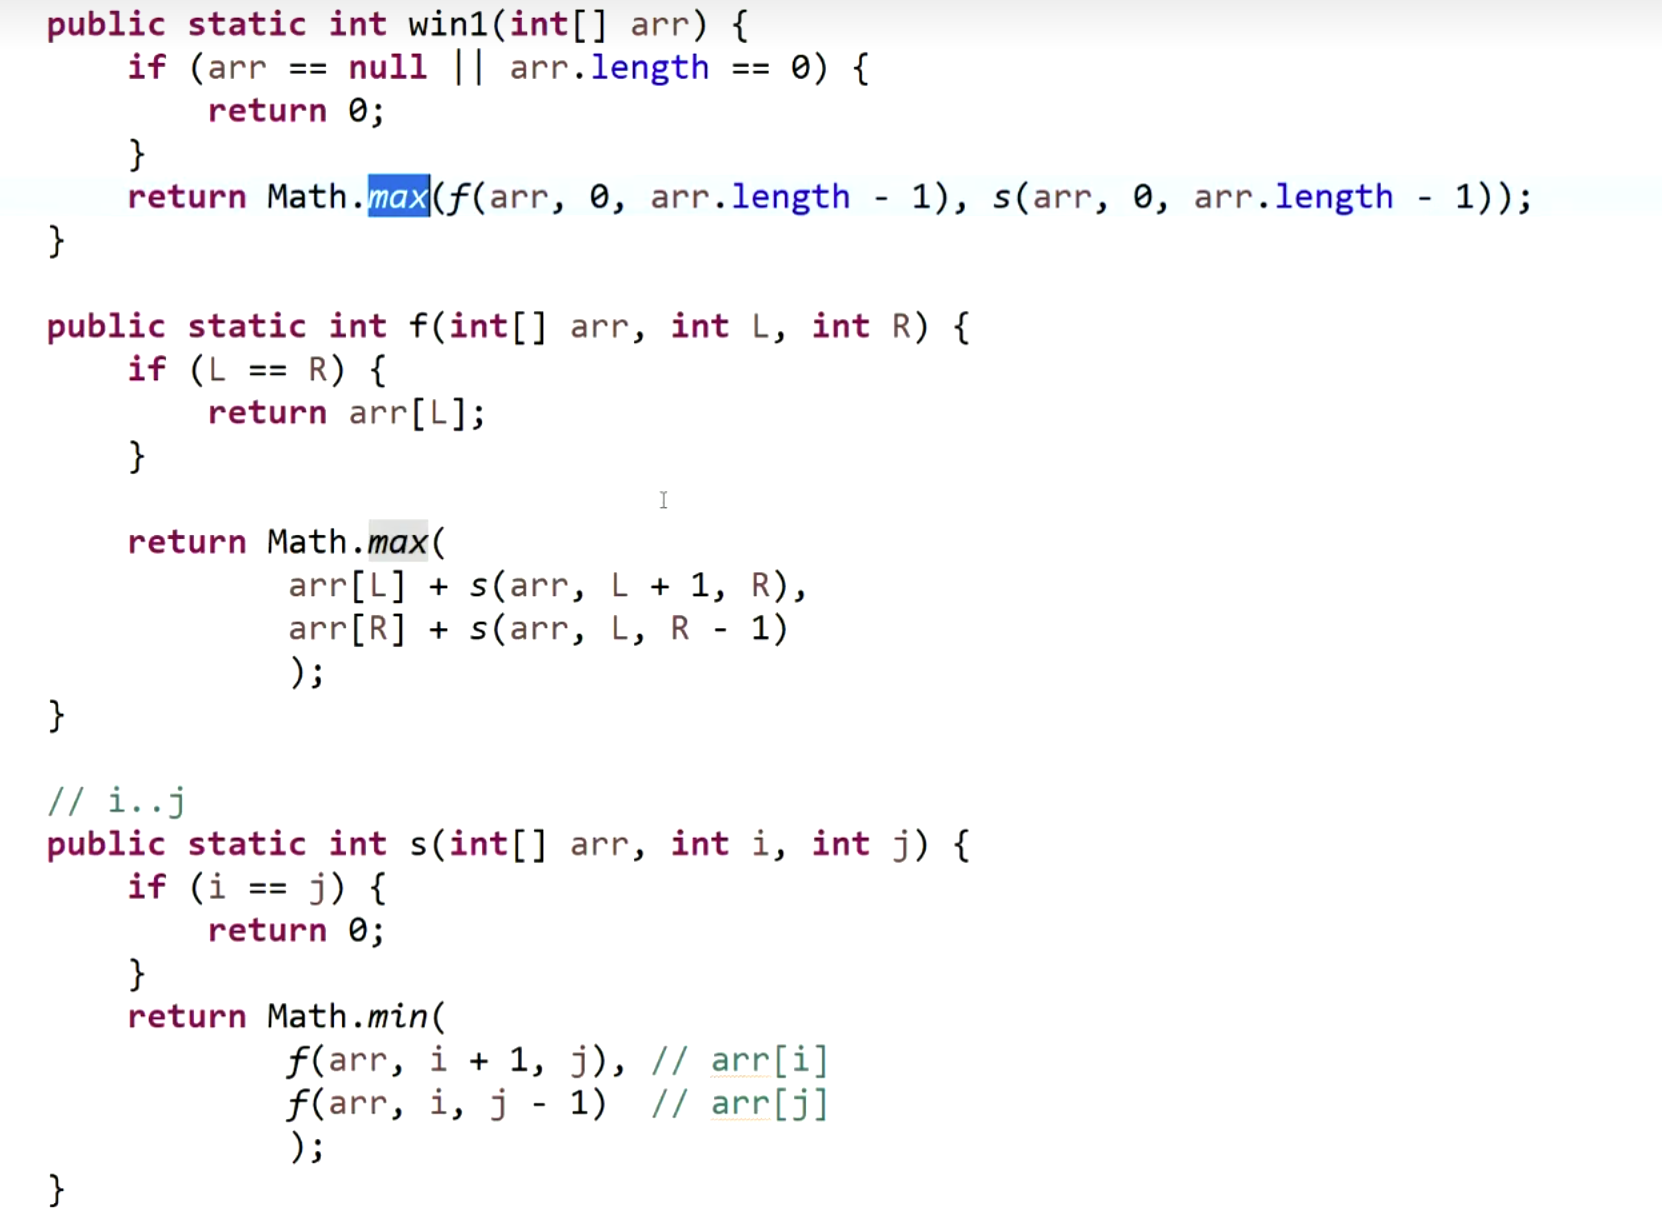 public static int win1(int[] arr) {
    if (arr == null || arr.length == 0) {
        return 0;
    }
    return Math.max(f(arr, 0, arr.length - 1), s(arr, 0, arr.length - 1));
}

public static int f(int[] arr, int L, int R) {
    if (L == R) {
        return arr[L];
    }

    return Math.max(
            arr[L] + s(arr, L + 1, R),
            arr[R] + s(arr, L, R - 1)
            );
}

// i..j
public static int s(int[] arr, int i, int j) {
    if (i == j) {
        return 0;
    }
    return Math.min(
            f(arr, i + 1, j), // arr[i]
            f(arr, i, j - 1)  // arr[j]
            );
}